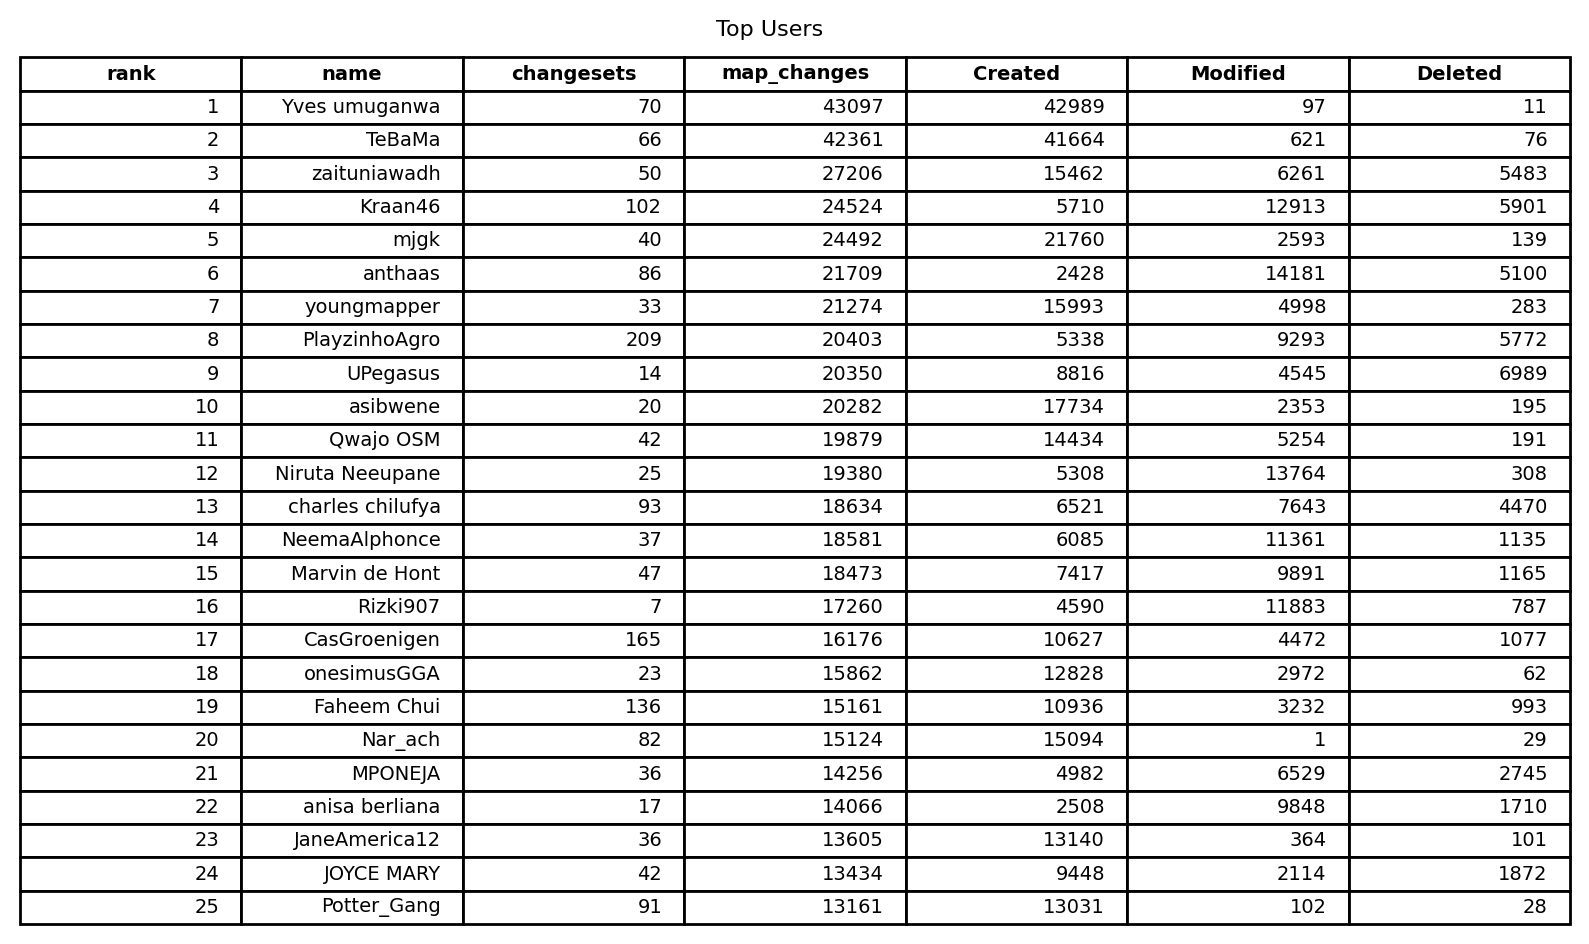 Top Users
rank name changesets map_changes Created Modified Deleted
1 Yves umuganwa 70 43097 42989 97 11
2 TeBaMa 66 42361 41664 621 76
3 zaituniawadh 50 27206 15462 6261 5483
4 Kraan46 102 24524 5710 12913 5901
5 mjgk 40 24492 21760 2593 139
6 anthaas 86 21709 2428 14181 5100
7 youngmapper 33 21274 15993 4998 283
8 PlayzinhoAgro 209 20403 5338 9293 5772
9 UPegasus 14 20350 8816 4545 6989
10 asibwene 20 20282 17734 2353 195
11 Qwajo OSM 42 19879 14434 5254 191
12 Niruta Neeupane 25 19380 5308 13764 308
13 charles chilufya 93 18634 6521 7643 4470
14 NeemaAlphonce 37 18581 6085 11361 1135
15 Marvin de Hont 47 18473 7417 9891 1165
16 Rizki907 7 17260 4590 11883 787
17 CasGroenigen 165 16176 10627 4472 1077
18 onesimusGGA 23 15862 12828 2972 62
19 Faheem Chui 136 15161 10936 3232 993
20 Nar_ach 82 15124 15094 1 29
21 MPONEJA 36 14256 4982 6529 2745
22 anisa berliana 17 14066 2508 9848 1710
23 JaneAmerica12 36 13605 13140 364 101
24 JOYCE MARY 42 13434 9448 2114 1872
25 Potter_Gang 91 13161 13031 102 28